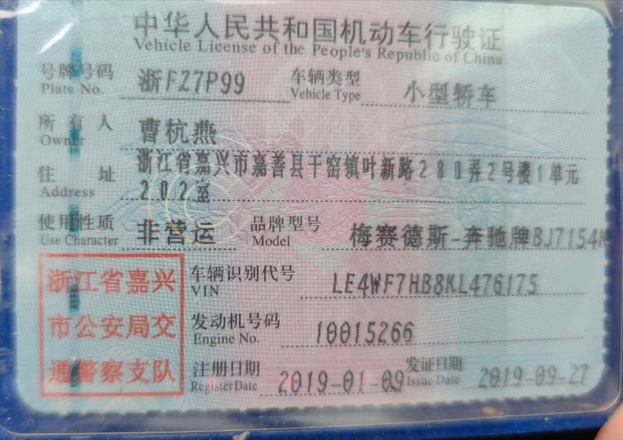 中华人民共和国机动车行驶证
Vehicle License of the People's Republic of China
号牌号码 浙FZ7P99 车辆类型 小型轿车
Plate No. Vehicle Type
所有人 曹杭燕
Owner
住址 浙江省嘉兴市嘉善县干窑镇叶新路280弄2号楼1单元
Address 202室
使用性质 非营运 品牌型号 梅赛德斯-奔驰牌BJ7154
Use Character Model
浙江省嘉兴 车辆识别代号 LE4WF7HB8KL476175
VIN
市公安局交 发动机号码 10015266
Engine No.
通警察支队 注册日期 2019-01-09 发证日期 2019-09-27
Register Date Issue Date